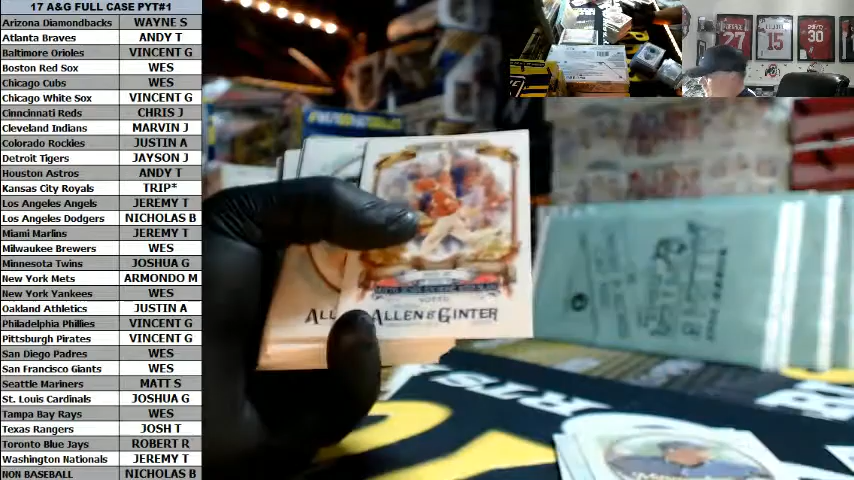 17 A&G FULL CASE PYT#1
Arizona Diamondbacks WAYNE S
Atlanta Braves ANDY T
Baltimore Orioles VINCENT G
Boston Red Sox WES
Chicago Cubs WES
Chicago White Sox VINCENT G
Cinncinati Reds CHRIS J
Cleveland Indians MARVIN J
Colorado Rockies JUSTIN A
Detroit Tigers JAYSON J
Houston Astros ANDY T
Kansas City Royals TRIP*
Los Angeles Angels JEREMY T
Los Angeles Dodgers NICHOLAS B
Miami Marlins JEREMY T
Milwaukee Brewers WES
Minnesota Twins JOSHUA G
New York Mets ARMONDO M
New York Yankees WES
Oakland Athletics JUSTIN A
Philadelphia Phillies VINCENT G
Pittsburgh Pirates VINCENT G
San Diego Padres WES
San Francisco Giants WES
Seattle Mariners MATT S
St. Louis Cardinals JOSHUA G
Tampa Bay Rays WES
Texas Rangers JOSH T
Toronto Blue Jays ROBERT R
Washington Nationals JEREMY T
NON BASEBALL NICHOLAS B
27
15
30
ALL
ALLEN & GINTER